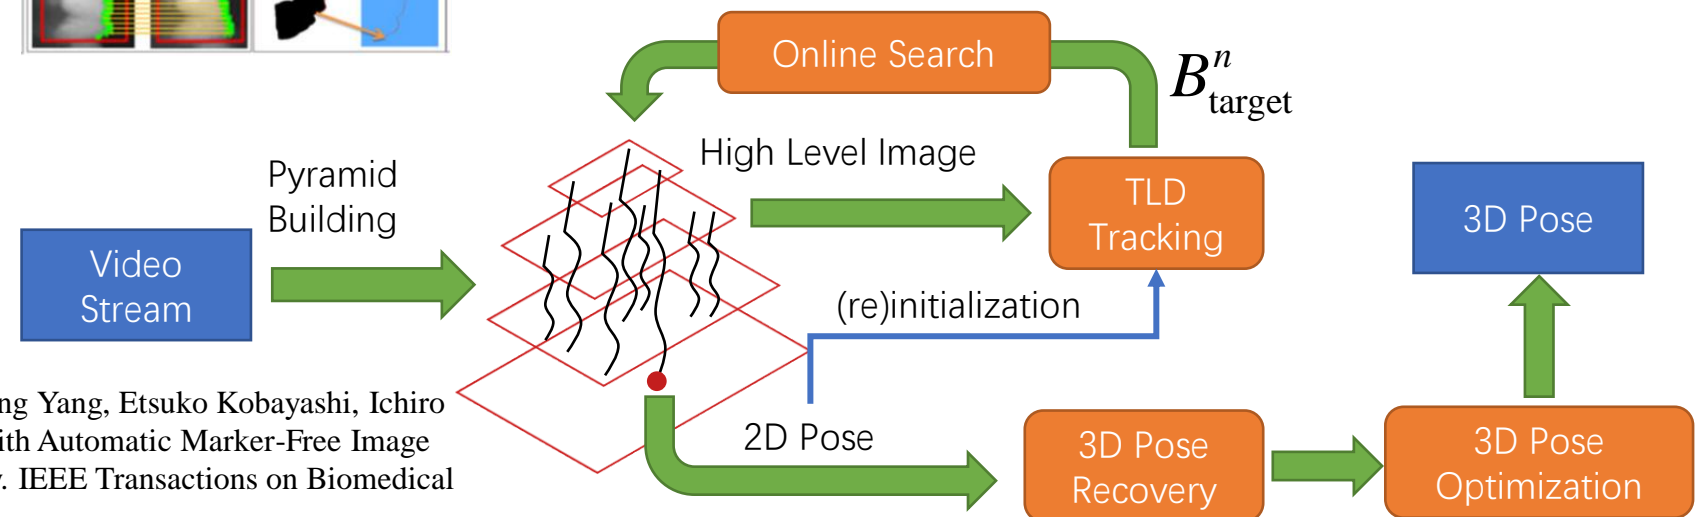 Online Search
B^n_target
High Level Image
Pyramid
Building
TLD
Tracking
3D Pose
Video
Stream
(re)initialization
ng Yang, Etsuko Kobayashi, Ichiro
ith Automatic Marker-Free Image
. IEEE Transactions on Biomedical
2D Pose
3D Pose
Recovery
3D Pose
Optimization